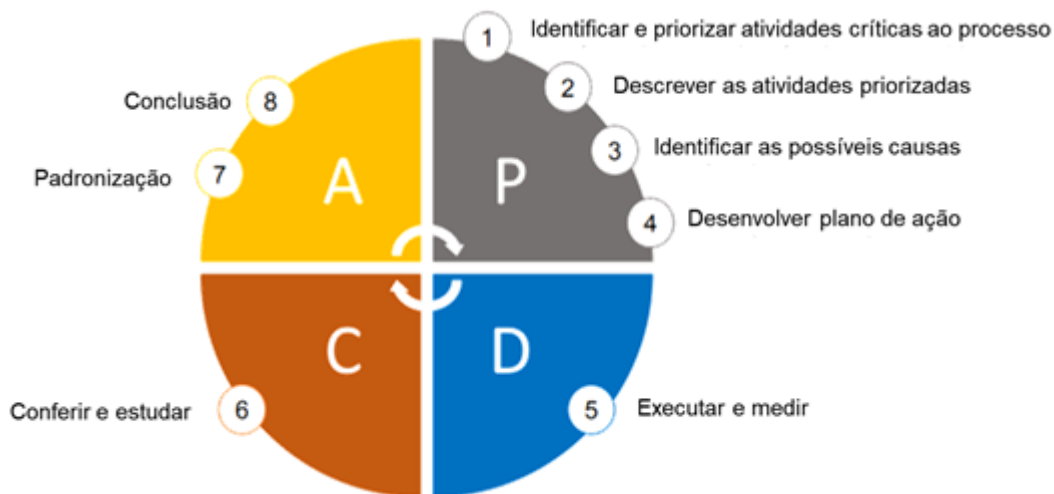 1 Identificar e priorizar atividades críticas ao processo
2 Descrever as atividades priorizadas
3 Identificar as possíveis causas
4 Desenvolver plano de ação
P
D
5 Executar e medir
C
Conferir e estudar 6
A
Padronização 7
Conclusão 8